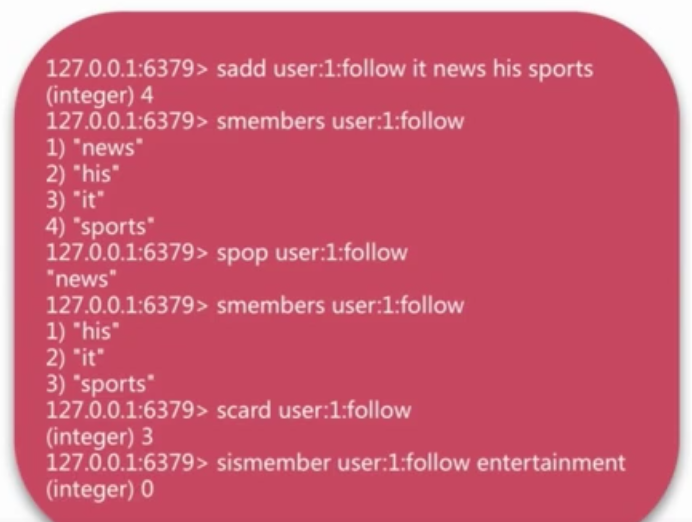 127.0.0.1:6379> sadd user:1:follow it news his sports
(integer) 4
127.0.0.1:6379> smembers user:1:follow
1) "news"
2) "his"
3) "it"
4) "sports"
127.0.0.1:6379> spop user:1:follow
"news"
127.0.0.1:6379> smembers user:1:follow
1) "his"
2) "it"
3) "sports"
127.0.0.1:6379> scard user:1:follow
(integer) 3
127.0.0.1:6379> sismember user:1:follow entertainment
(integer) 0